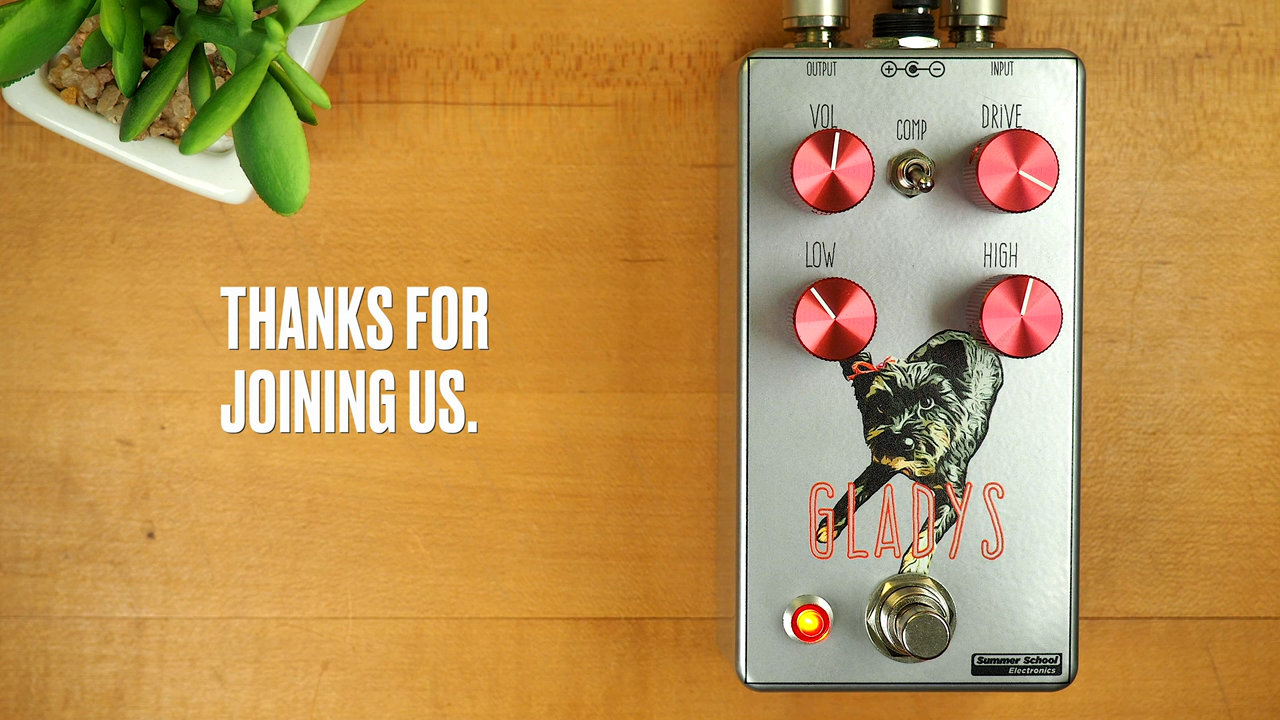 THANKS FOR
JOINING US.
OUTPUT
INPUT
VOL
COMP
DRIVE
LOW
HIGH
GLADYS
Summer School
Electronics